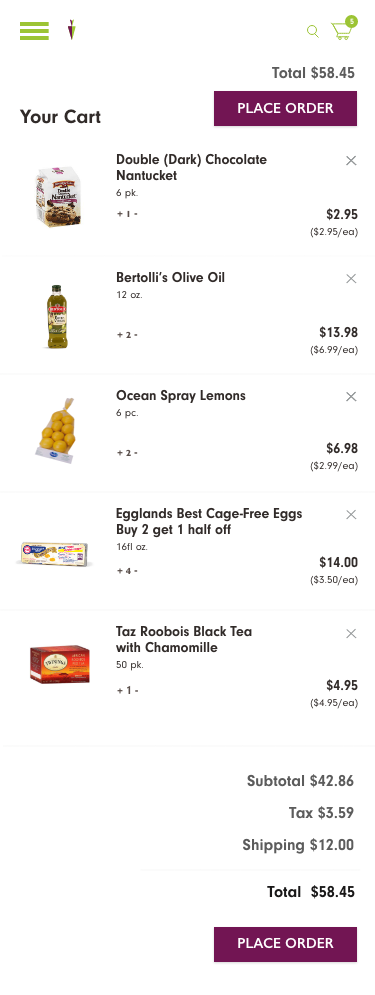 5
Total $58.45
PLACE ORDER
Your Cart
Double (Dark) Chocolate
Nantucket
6 pk.
+ 1 -
$2.95
($2.95/ea)
Nantucket
Bertolli's Olive Oil
12 oz.
+ 2 -
$13.98
($6.99/ea)
Ocean Spray Lemons
6 pc.
+ 2 -
$6.98
($2.99/ea)
Egglands Best Cage-Free Eggs
Buy 2 get 1 half off
16fl oz.
+ 4 -
$14.00
($3.50/ea)
Taz Roobois Black Tea
with Chamomille
50 pk.
+ 1 -
$4.95
($4.95/ea)
TWININGS
Subtotal $42.86
Tax $3.59
Shipping $12.00
Total $58.45
PLACE ORDER